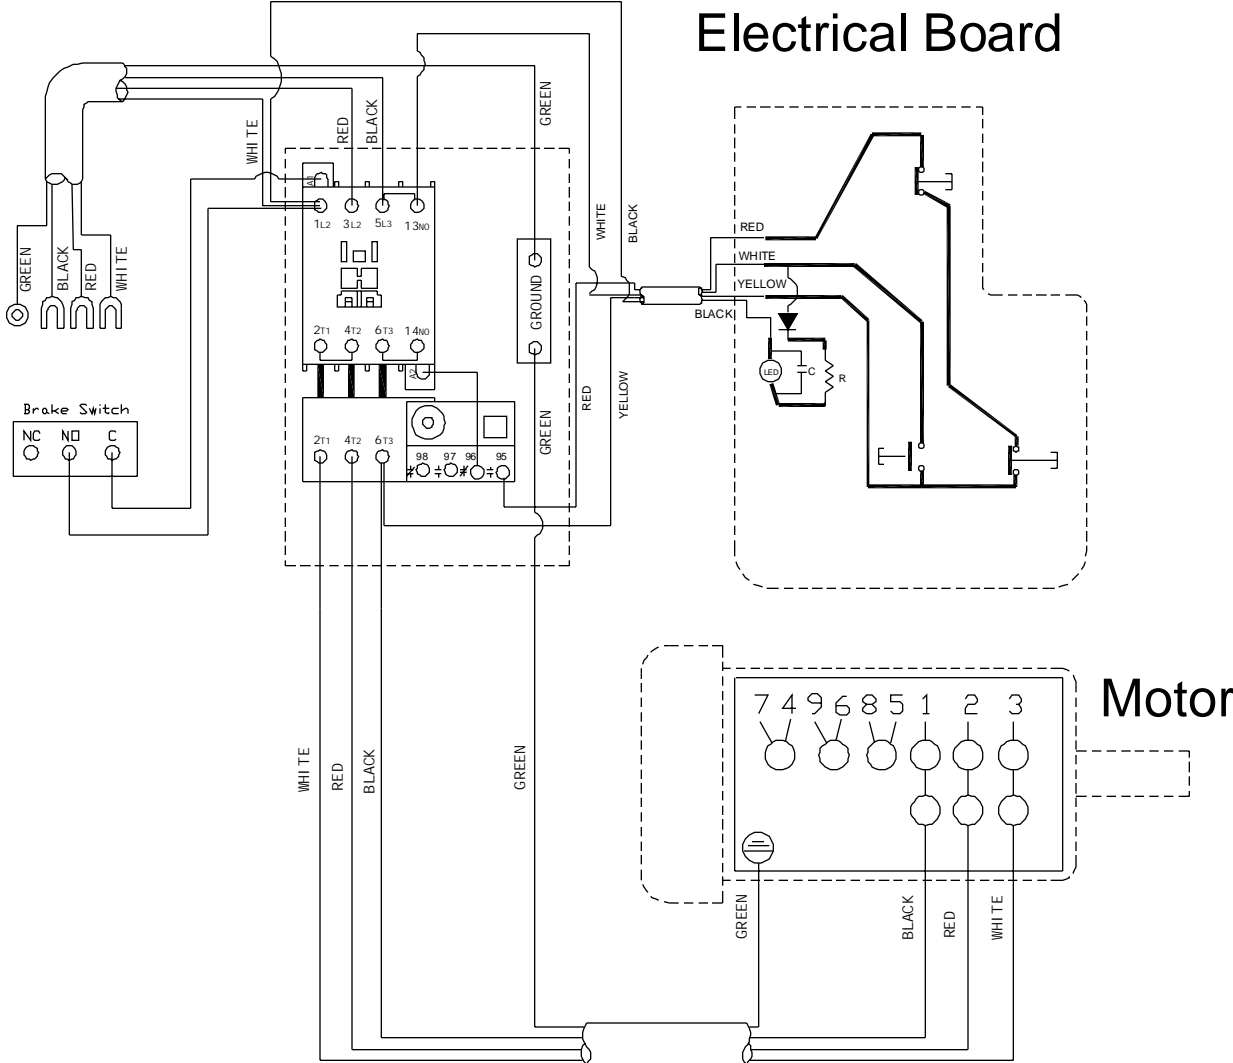 Electrical Board
GREEN
BLACK
RED
WHITE
WHITE
BLACK
RED
WHITE
YELLOW
BLACK
LED
C
R
A1
1L2 3L2 5L3 13NO
GROUND
2T1 4T2 6T3 14NO
A2
GREEN
BLACK
RED
WHITE
RED
YELLOW
GREEN
Brake Switch
NC NO C
2T1 4T2 6T3
98 97 96 95
Motor
7 4 9 6 8 5 1 2 3
WHITE
RED
BLACK
GREEN
GREEN
BLACK
RED
WHITE